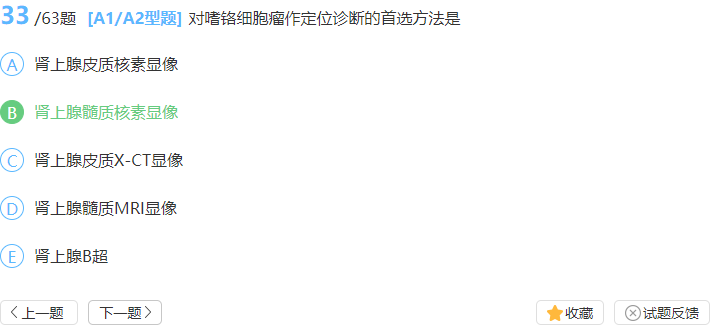 33 /63题 [A1/A2型题] 对嗜铬细胞瘤作定位诊断的首选方法是
A 肾上腺皮质核素显像
B 肾上腺髓质核素显像
C 肾上腺皮质X-CT显像
D 肾上腺髓质MRI显像
E 肾上腺B超
上一题 下一题 收藏 试题反馈